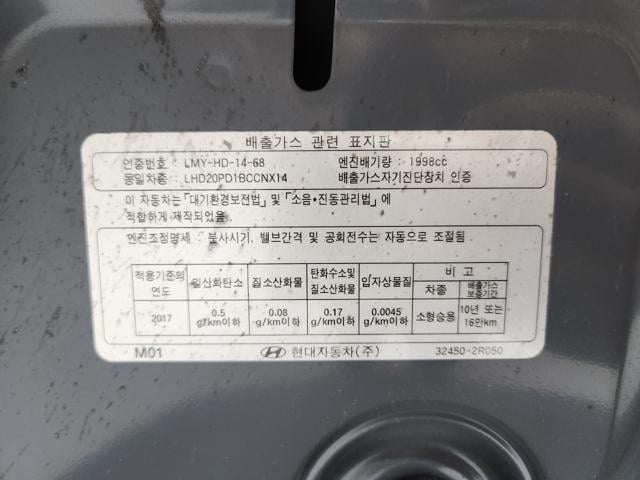 배출가스 관련 표지판
인증번호 : LMY-HD-14-68 엔진배기량 : 1998cc
동일차종 : LHD20PD16CCNX14 배출가스자기진단장치 인증
이 자동차는「대기환경보전법」및「소음·진동관리법」에
적합하게 제작되었음
엔진조정명세 : 분사시기, 밸브간격 및 공회전수는 자동으로 조절됨
적용기준의 연도 일산화탄소 질소산화물 탄화수소및 질소산화물 입자상물질 비 고
차종 배출가스 보증기간
2017 0.5 g/km이하 0.08 g/km이하 0.17 g/km이하 0.0045 g/km이하 소형승용 10년 또는 16만km
M01 현대자동차(주) 32450-2R050